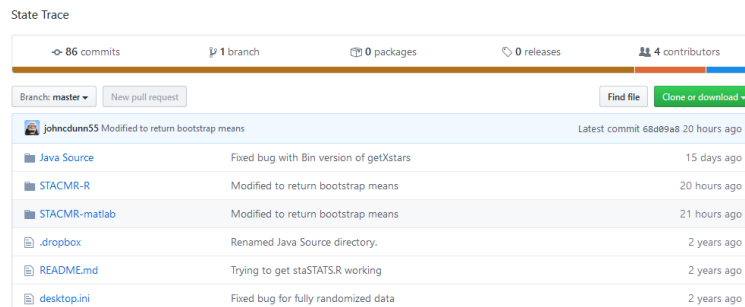 State Trace
86 commits 1 branch 0 packages 0 releases 4 contributors
Branch: master New pull request Find file Clone or download
johncdunn55 Modified to return bootstrap means Latest commit 68d09a8 20 hours ago
Java Source Fixed bug with Bin version of getXstars 15 days ago
STACMR-R Modified to return bootstrap means 20 hours ago
STACMR-matlab Modified to return bootstrap means 21 hours ago
.dropbox Renamed Java Source directory. 2 years ago
README.md Trying to get staSTATS.R working 2 years ago
desktop.ini Fixed bug for fully randomized data 2 years ago